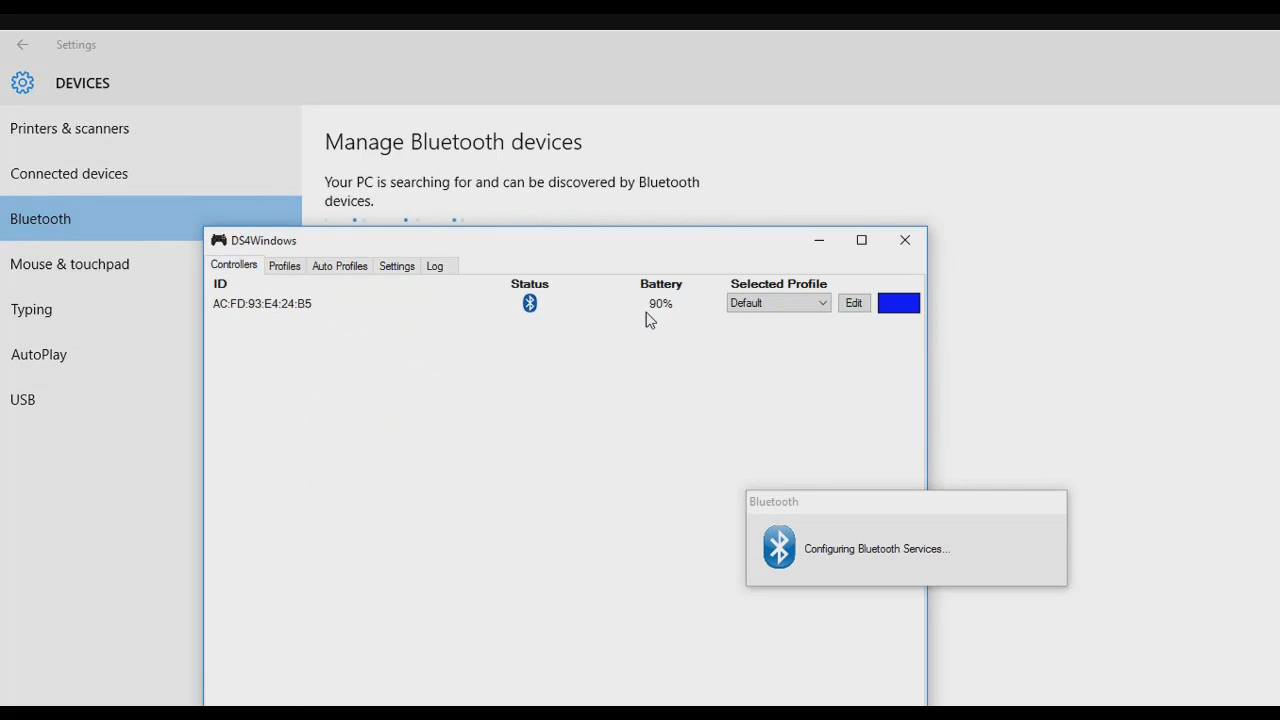 Settings
DEVICES
Printers & scanners
Connected devices
Bluetooth
Mouse & touchpad
Typing
AutoPlay
USB
Manage Bluetooth devices
Your PC is searching for and can be discovered by Bluetooth
devices.
DS4Windows
Controllers Profiles Auto Profiles Settings Log
ID Status Battery Selected Profile
AC:FD:93:E4:24:B5 90% Default Edit
Bluetooth
Configuring Bluetooth Services...